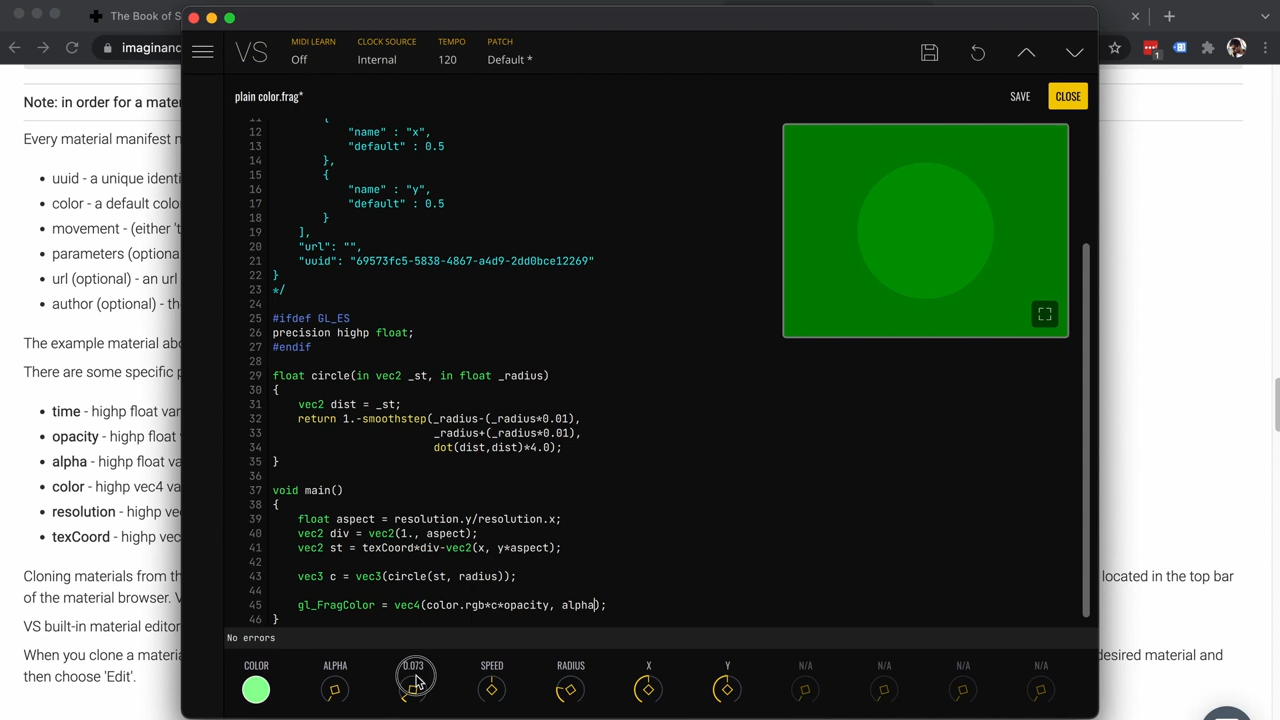 The Book of S
imaginand
VS
MIDI LEARN
Off
CLOCK SOURCE
Internal
TEMPO
120
PATCH
Default *
plain color.frag*
SAVE
CLOSE
Note: in order for a mater
Every material manifest m
• uuid - a unique identi
• color - a default colo
• movement - (either 't
• parameters (optiona
• url (optional) - an url
• author (optional) - th
The example material abo
There are some specific p
• time - highp float var
• opacity - highp float v
• alpha - highp float va
• color - highp vec4 va
• resolution - highp vec
• texCoord - highp vec
Cloning materials from th
located in the top bar
of the material browser. V
VS built-in material editor
When you clone a materia
desired material and
then choose 'Edit'.
11 {
12 "name" : "x",
13 "default" : 0.5
14 },
15 {
16 "name" : "y",
17 "default" : 0.5
18 }
19 ],
20 "url": "",
21 "uuid": "69573fc5-5838-4867-a4d9-2dd0bce12269"
22 }
23 */
24
25 #ifdef GL_ES
26 precision highp float;
27 #endif
28
29 float circle(in vec2 _st, in float _radius)
30 {
31 vec2 dist = _st;
32 return 1.-smoothstep(_radius-(_radius*0.01),
33 _radius+(_radius*0.01),
34 dot(dist,dist)*4.0);
35 }
36
37 void main()
38 {
39 float aspect = resolution.y/resolution.x;
40 vec2 div = vec2(1., aspect);
41 vec2 st = texCoord*div-vec2(x, y*aspect);
42
43 vec3 c = vec3(circle(st, radius));
44
45 gl_FragColor = vec4(color.rgb*c*opacity, alpha);
46 }
No errors
COLOR
ALPHA
0.073
SPEED
RADIUS
X
Y
N/A
N/A
N/A
N/A
1